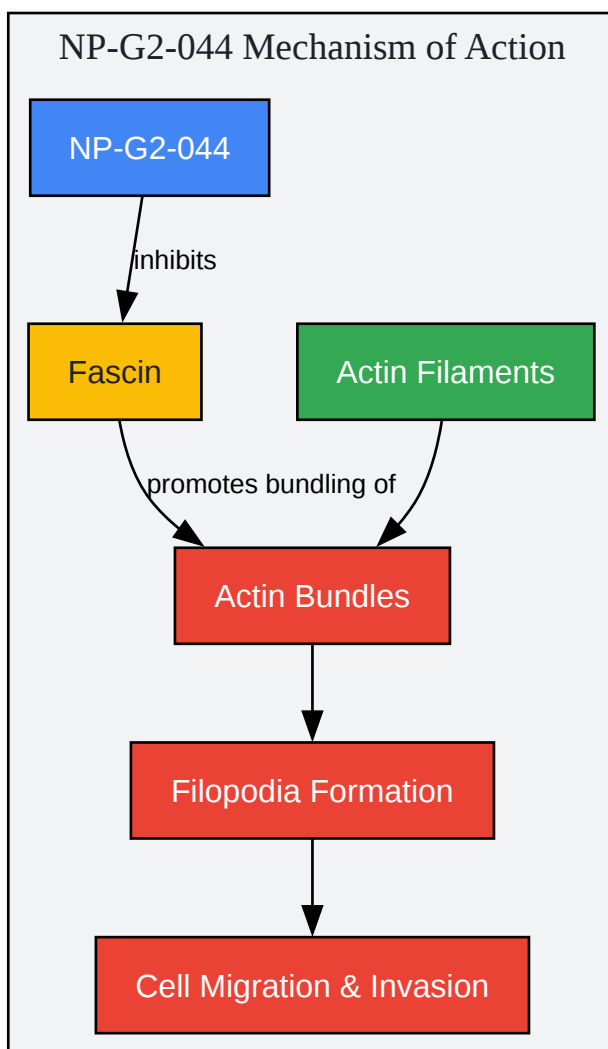 NP-G2-044 Mechanism of Action
NP-G2-044
inhibits
Fascin
Actin Filaments
promotes bundling of
Actin Bundles
Filopodia Formation
Cell Migration & Invasion